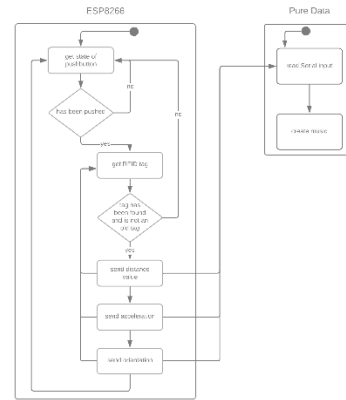 ESP8266
Pure Data
get state of
pushbutton
read Serial input
no
has been pushed
no
create music
yes
get RFID tag
tag has
been found
and is not an
old tag
yes
send distance
value
send acceleration
send orientation